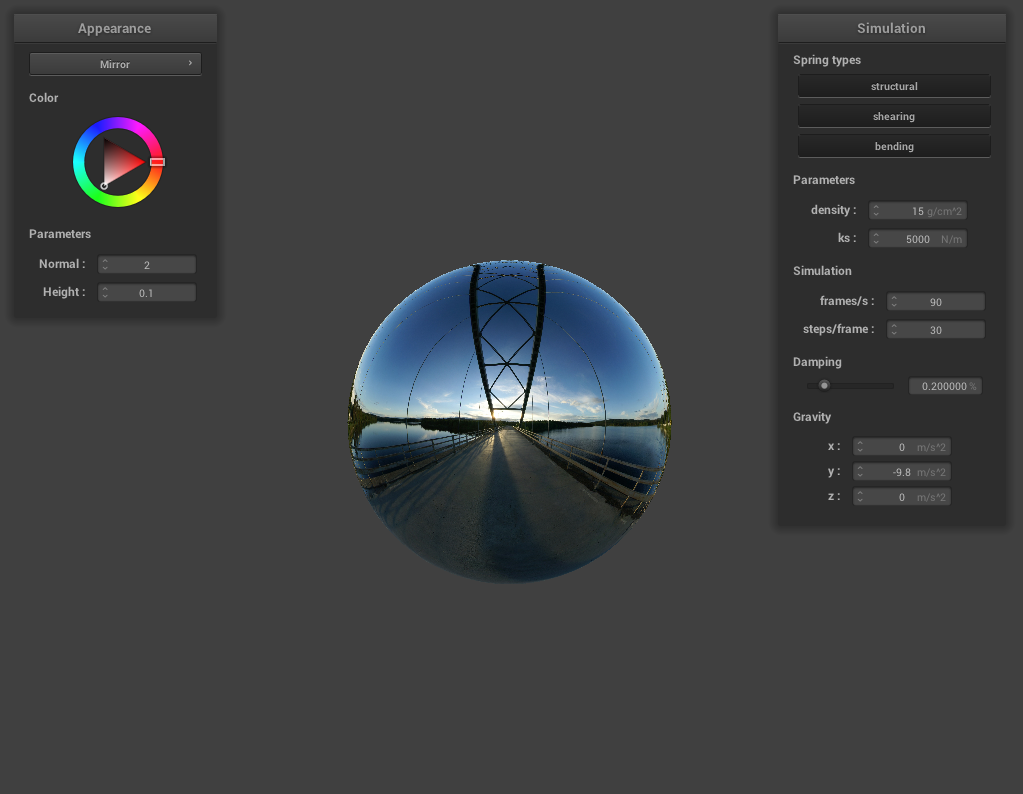 Appearance
Mirror
Color
Parameters
Normal : 2
Height : 0.1
Simulation
Spring types
structural
shearing
bending
Parameters
density : 15 g/cm^2
ks : 5000 N/m
Simulation
frames/s : 90
steps/frame : 30
Damping
0.200000 %
Gravity
x : 0 m/s^2
y : -9.8 m/s^2
z : 0 m/s^2